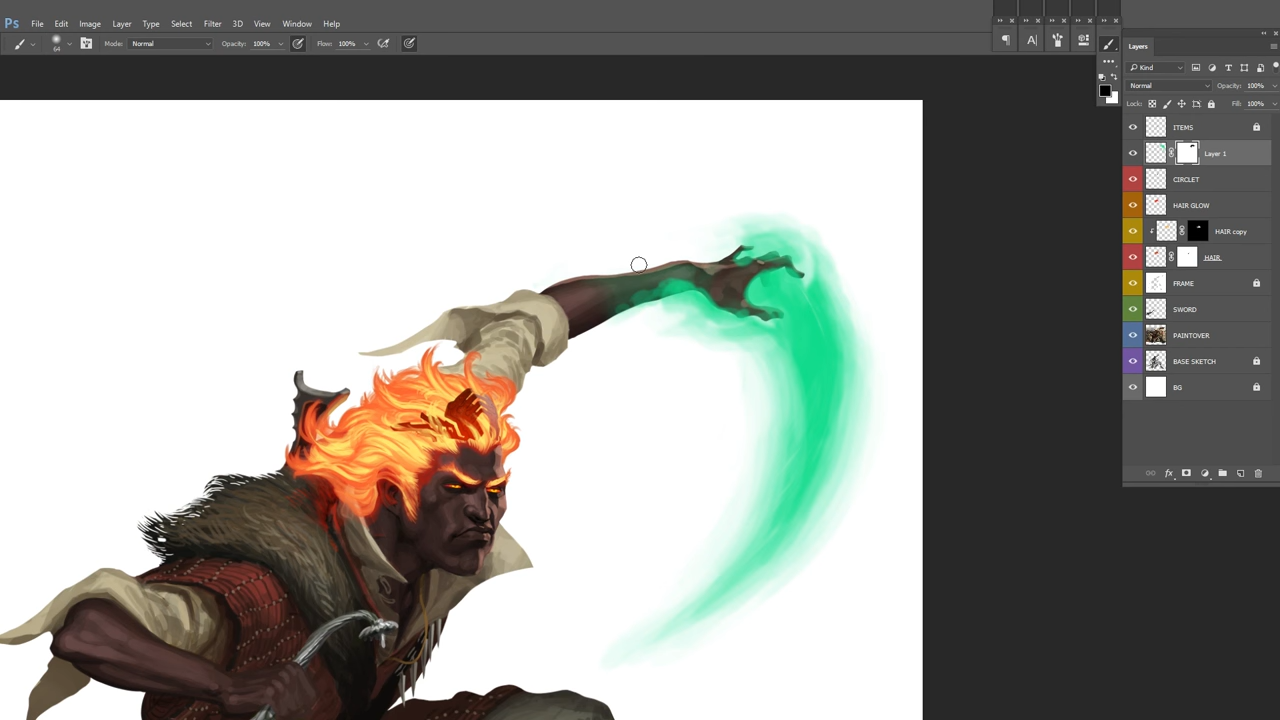 Ps File Edit Image Layer Type Select Filter 3D View Window Help
64 Mode: Normal Opacity: 100% Flow: 100%
A|
Layers
Kind T
Normal Opacity: 100%
Lock: Fill: 100%
ITEMS
Layer 1
CIRCLET
HAIR GLOW
HAIR copy
HAIR
FRAME
SWORD
PAINTOVER
BASE SKETCH
BG
fx